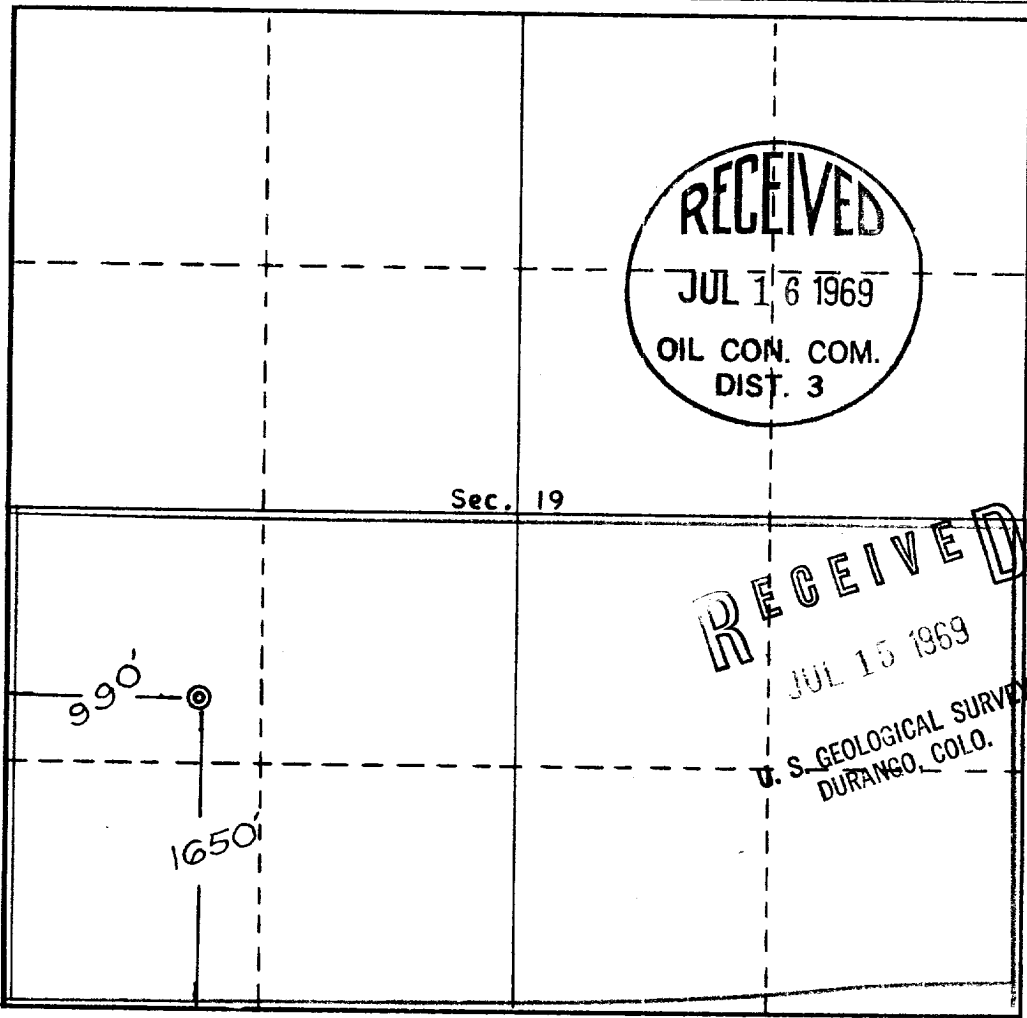 RECEIVED
JUL 16 1969
OIL CON. COM.
DIST. 3
Sec. 19
RECEIVED
JUL 15 1969
U. S. GEOLOGICAL SURVEY
DURANGO, COLO.
990'
1650'